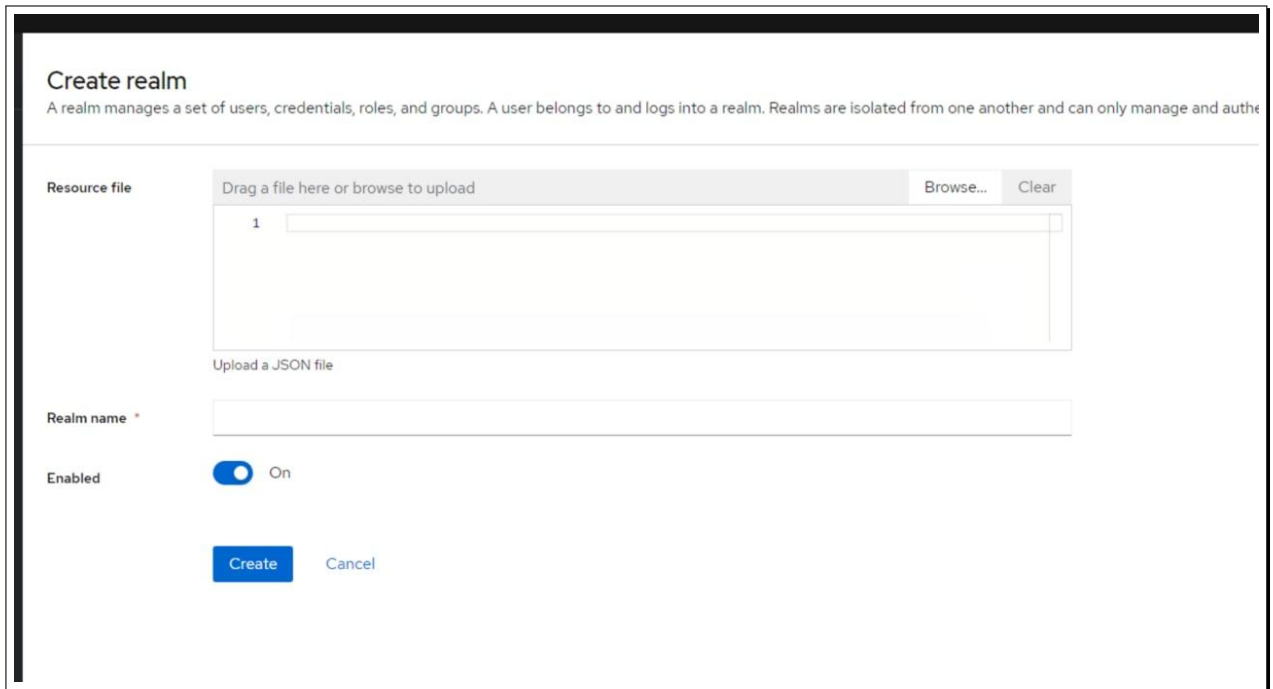 Create realm
A realm manages a set of users, credentials, roles, and groups. A user belongs to and logs into a realm. Realms are isolated from one another and can only manage and authe
Resource file
Drag a file here or browse to upload
Browse...
Clear
1
Upload a JSON file
Realm name *
Enabled
On
Create
Cancel